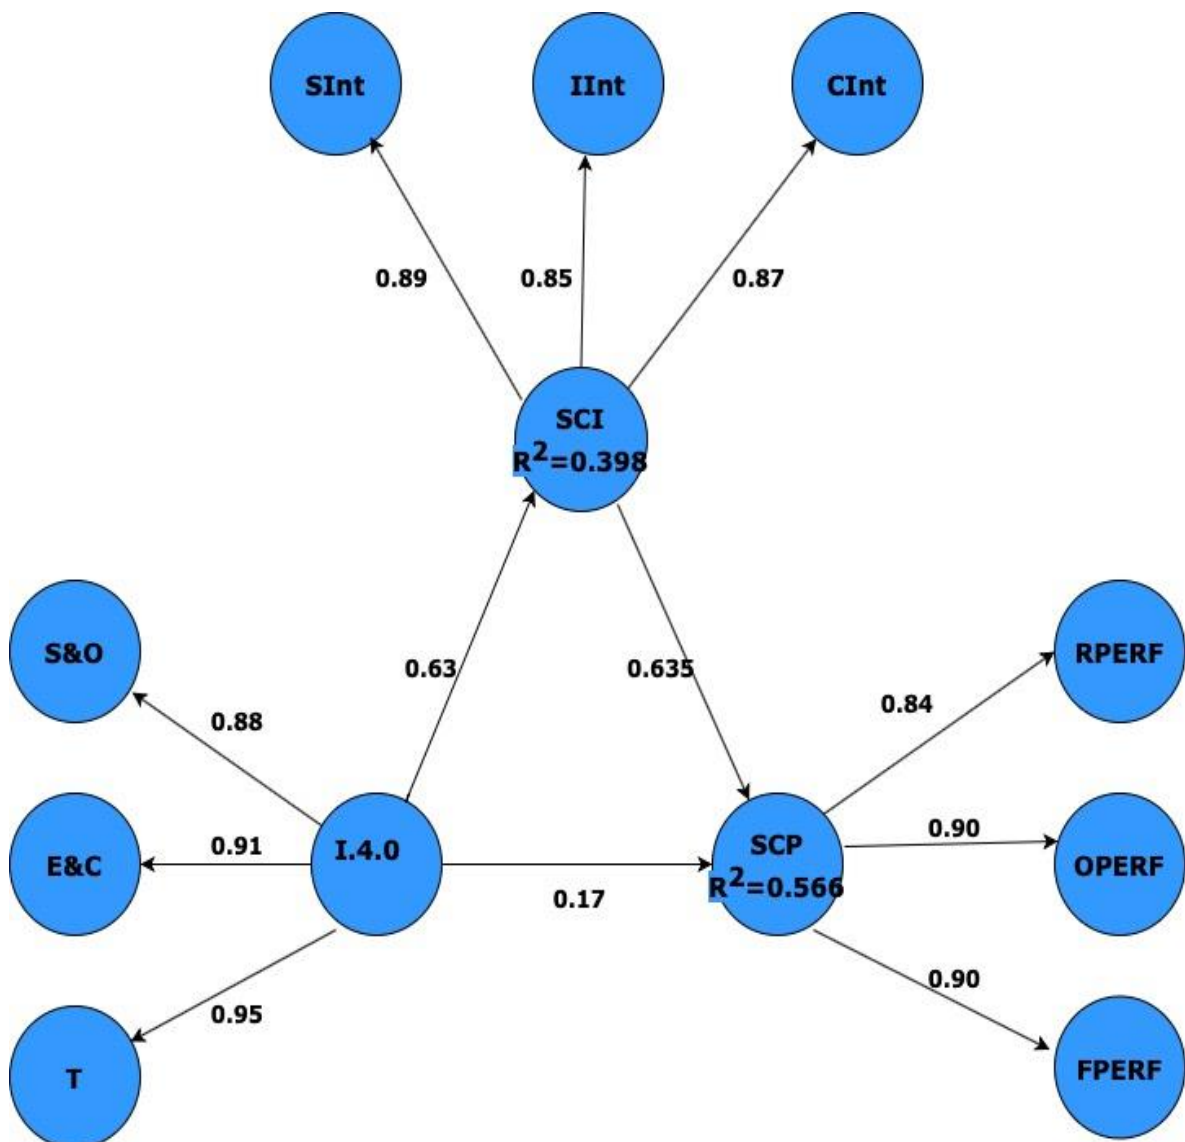 SInt
IInt
CInt
0.89
0.85
0.87
SCI
R²=0.398
S&O
RPERF
0.63
0.635
0.88
0.84
E&C
0.91
I.4.0
SCP
R²=0.566
0.90
OPERF
0.17
0.90
0.95
T
FPERF